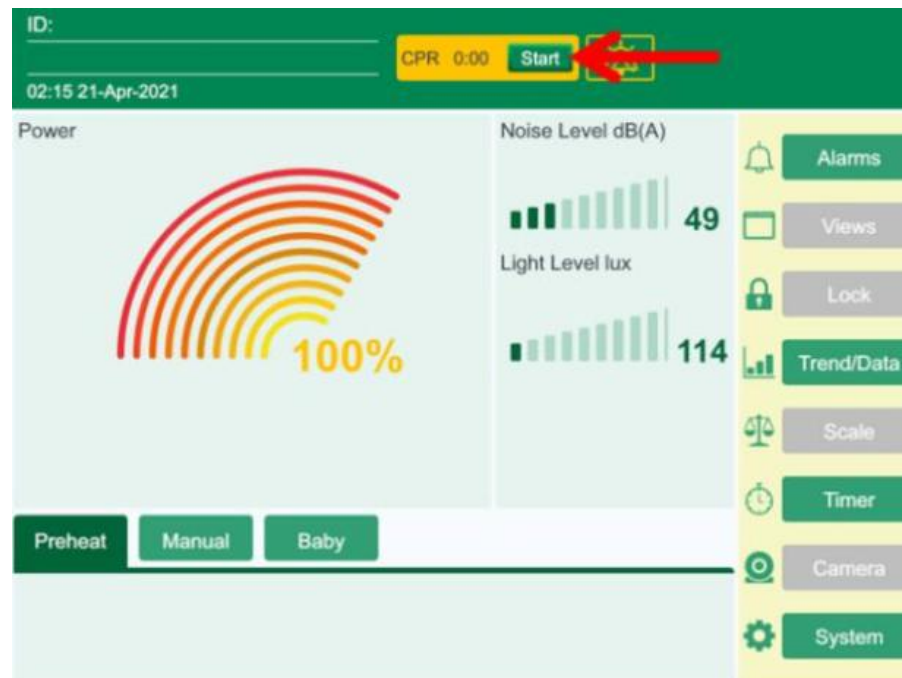 ID:
CPR 0:00 Start
02:15 21-Apr-2021
Power
100%
Noise Level dB(A)
49
Light Level lux
114
Alarms
Views
Lock
Trend/Data
Scale
Timer
Camera
System
Preheat Manual Baby